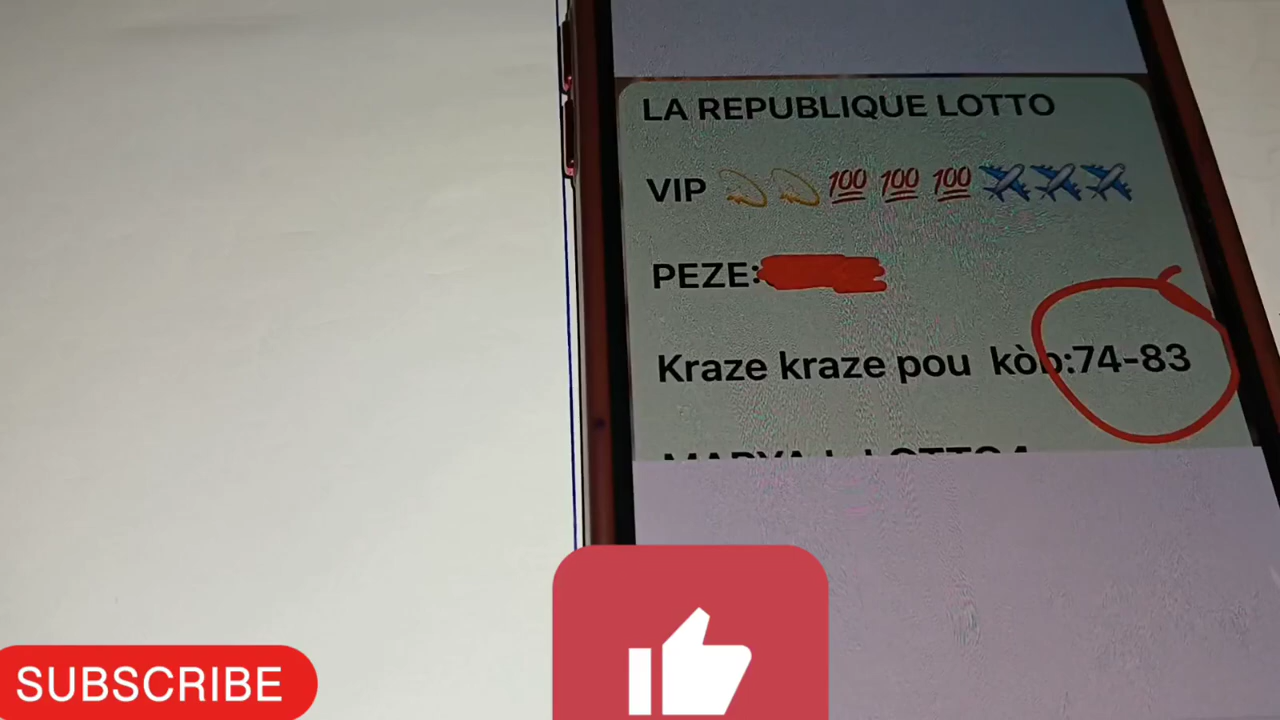 LA REPUBLIQUE LOTTO
VIP 💫💫💯💯💯✈️✈️✈️
PEZE:
Kraze kraze pou kòb:74-83
SUBSCRIBE